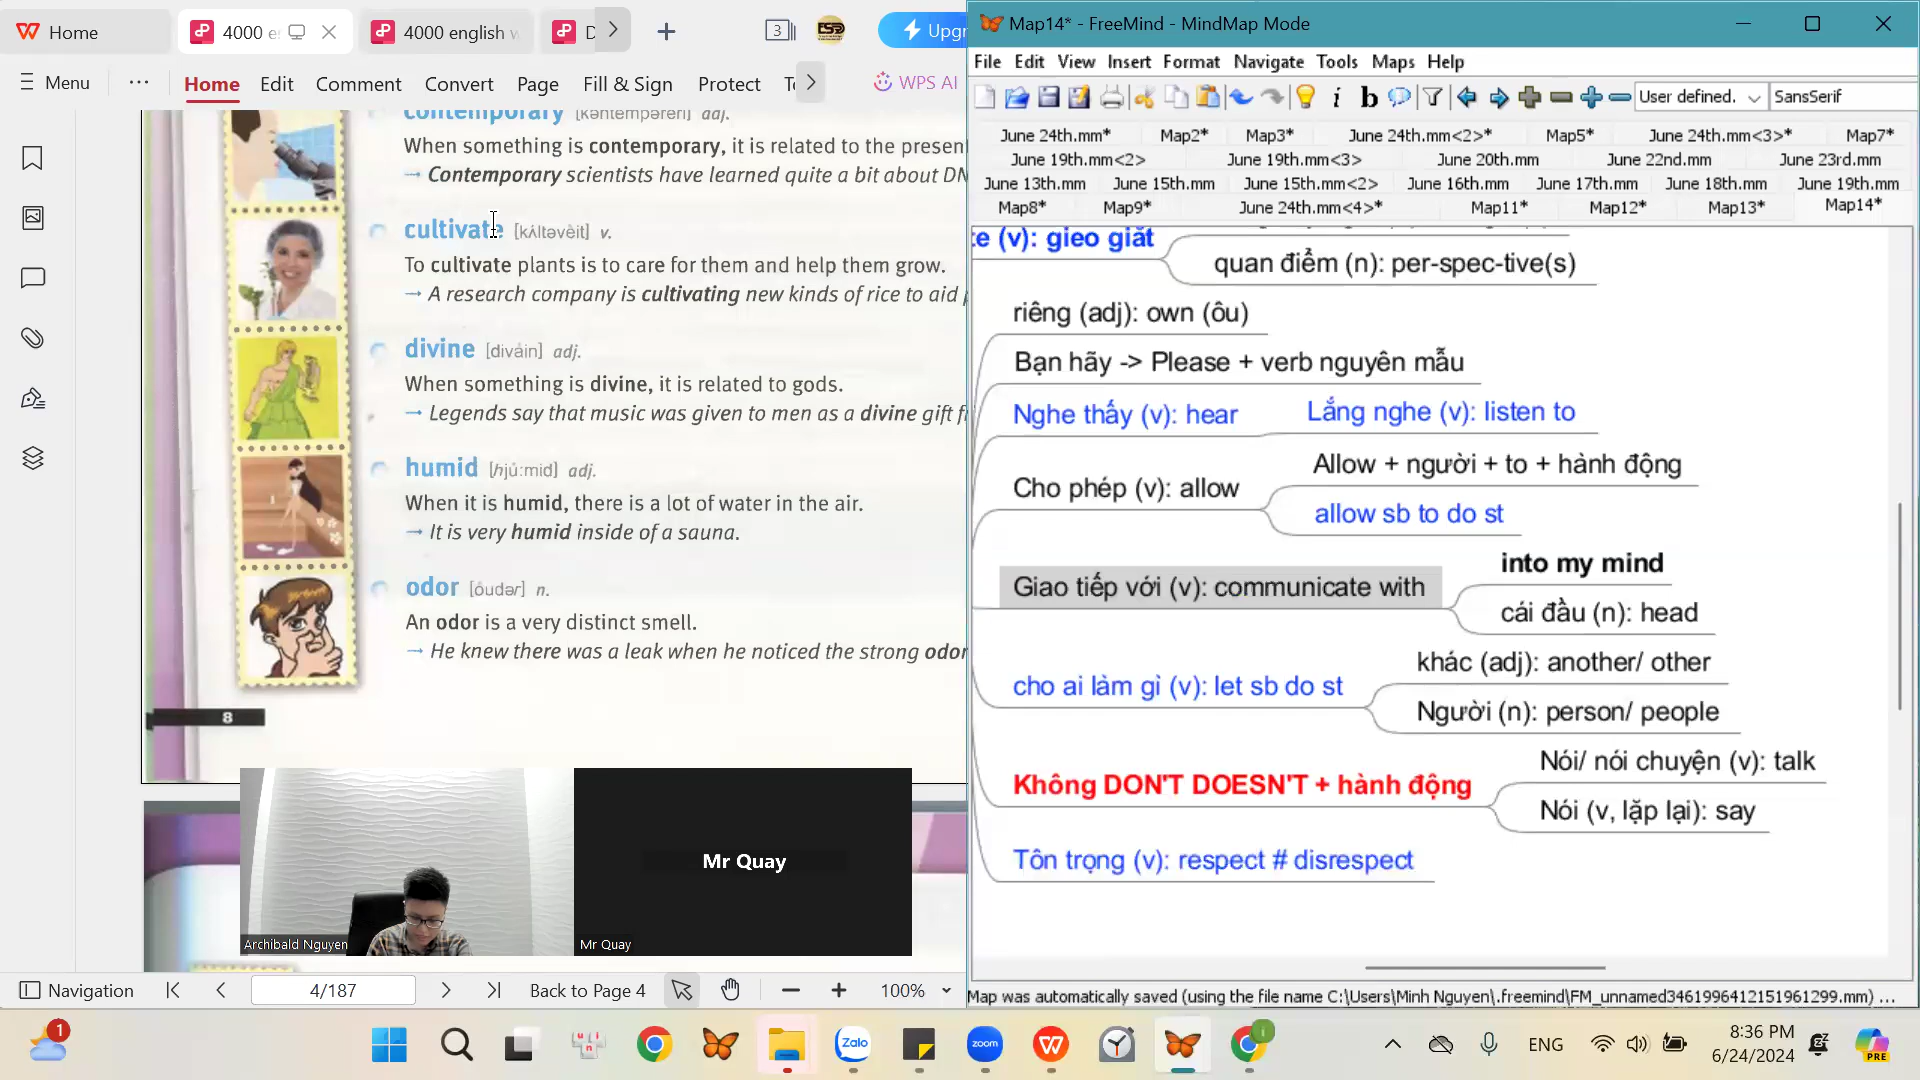 Home
4000 e
4000 english w
D
3
Upgr
Menu
Home
Edit
Comment
Convert
Page
Fill & Sign
Protect
WPS AI
contemporary [kəntémpərèri] adj.
When something is contemporary, it is related to the present
→ Contemporary scientists have learned quite a bit about DN
cultivate [kʌ́ltəvèit] v.
To cultivate plants is to care for them and help them grow.
→ A research company is cultivating new kinds of rice to aid
divine [diváin] adj.
When something is divine, it is related to gods.
→ Legends say that music was given to men as a divine gift
humid [hjú:mid] adj.
When it is humid, there is a lot of water in the air.
→ It is very humid inside of a sauna.
odor [óudər] n.
An odor is a very distinct smell.
→ He knew there was a leak when he noticed the strong odor
8
Archibald Nguyen
Mr Quay
Mr Quay
Navigation
4/187
Back to Page 4
100%
Map14* - FreeMind - MindMap Mode
File Edit View Insert Format Navigate Tools Maps Help
User defined.
SansSerif
June 24th.mm* Map2* Map3* June 24th.mm<2>* Map5* June 24th.mm<3>* Map7*
June 19th.mm<2> June 19th.mm<3> June 20th.mm June 22nd.mm June 23rd.mm
June 13th.mm June 15th.mm June 15th.mm<2> June 16th.mm June 17th.mm June 18th.mm June 19th.mm
Map8* Map9* June 24th.mm<4>* Map11* Map12* Map13* Map14*
te (v): gieo giắt
quan điểm (n): per-spec-tive(s)
riêng (adj): own (ôu)
Bạn hãy -> Please + verb nguyên mẫu
Nghe thấy (v): hear
Lắng nghe (v): listen to
Cho phép (v): allow
Allow + người + to + hành động
allow sb to do st
Giao tiếp với (v): communicate with
into my mind
cái đầu (n): head
cho ai làm gì (v): let sb do st
khác (adj): another/ other
Người (n): person/ people
Không DON'T DOESN'T + hành động
Nói/ nói chuyện (v): talk
Nói (v, lặp lại): say
Tôn trọng (v): respect # disrespect
Map was automatically saved (using the file name C:\Users\Minh Nguyen\.freemind\FM_unnamed3461996412151961299.mm) ...
1
Zalo
zoom
ENG
8:36 PM
6/24/2024
PRE